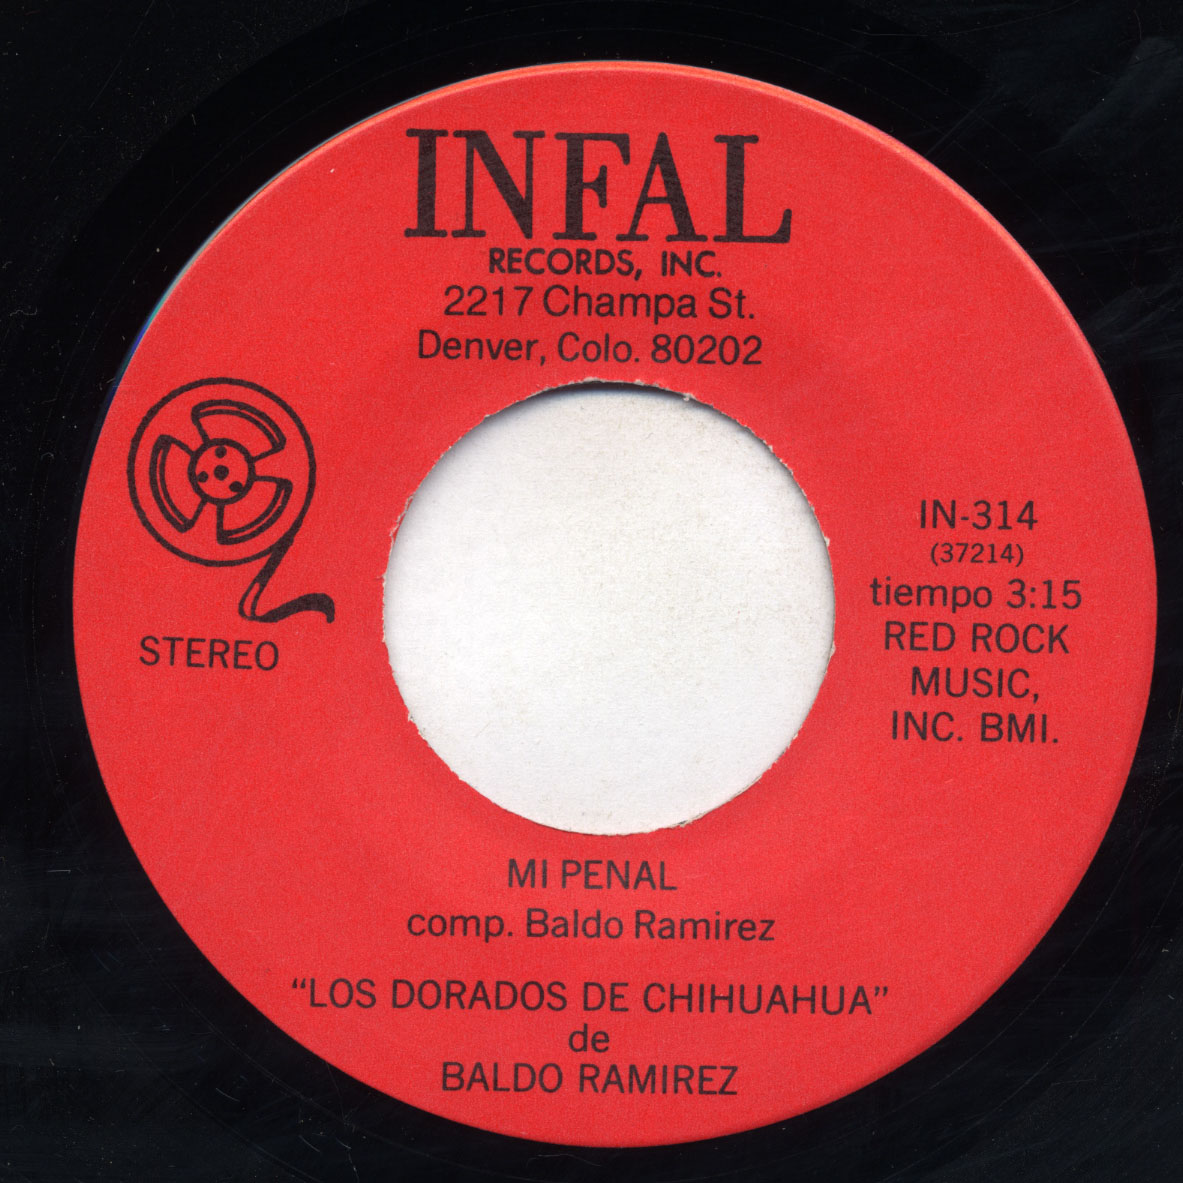 INFAL
RECORDS, INC.
2217 Champa St.
Denver, Colo. 80202
STEREO
IN-314
(37214)
tiempo 3:15
RED ROCK
MUSIC,
INC. BMI.
MI PENAL
comp. Baldo Ramirez
"LOS DORADOS DE CHIHUAHUA"
de
BALDO RAMIREZ